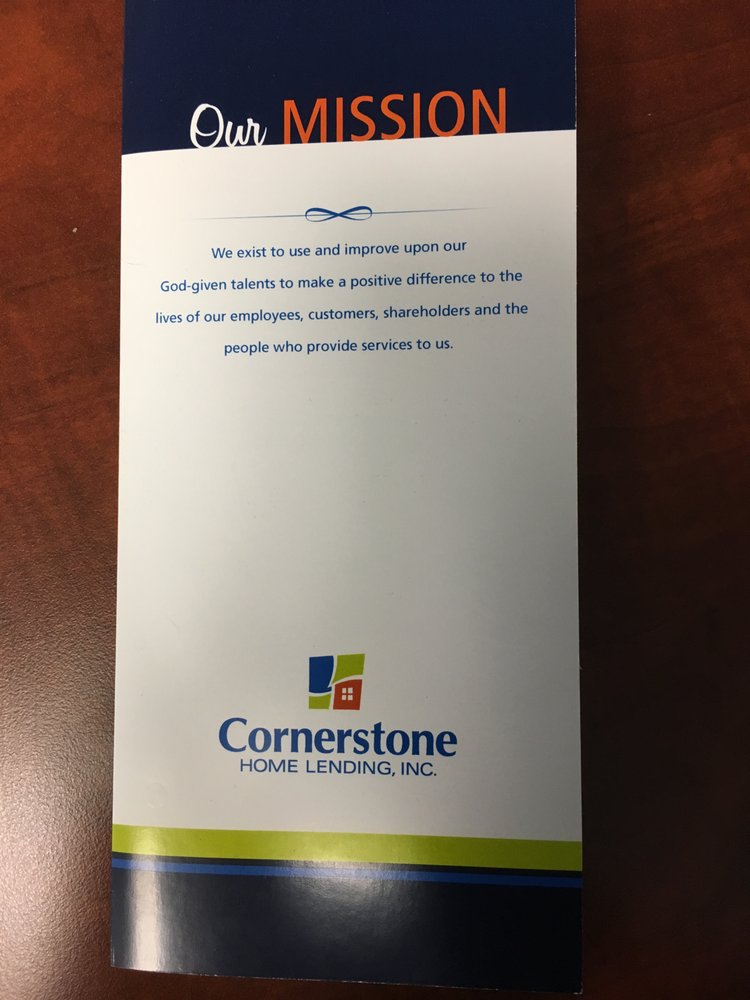 Our MISSION
We exist to use and improve upon our
God-given talents to make a positive difference to the
lives of our employees, customers, shareholders and the
people who provide services to us.
Cornerstone
HOME LENDING, INC.